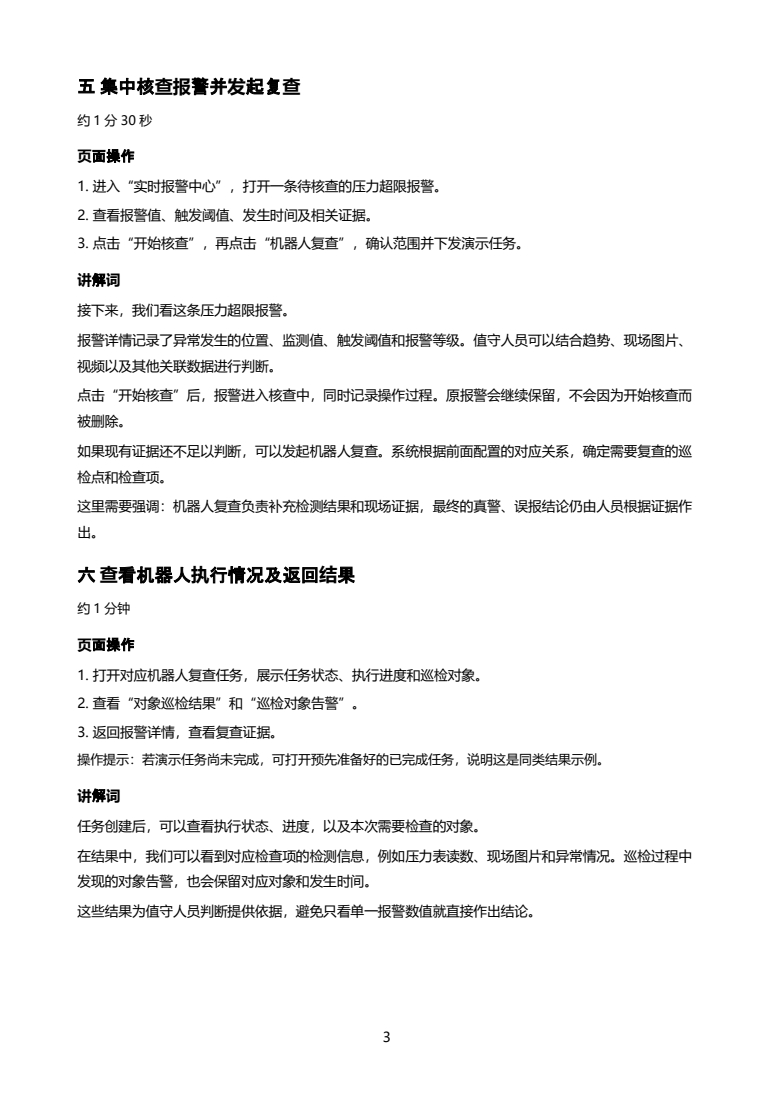 五 集中核查报警并发起复查
约 1 分 30 秒
页面操作
1. 进入“实时报警中心”，打开一条待核查的压力超限报警。
2. 查看报警值、触发阈值、发生时间及相关证据。
3. 点击“开始核查”，再点击“机器人复查”，确认范围并下发演示任务。
讲解词
接下来，我们看这条压力超限报警。
报警详情记录了异常发生的位置、监测值、触发阈值和报警等级。值守人员可以结合趋势、现场图片、
视频以及其他关联数据进行判断。
点击“开始核查”后，报警进入核查中，同时记录操作过程。原报警会继续保留，不会因为开始核查而
被删除。
如果现有证据还不足以判断，可以发起机器人复查。系统根据前面配置的对应关系，确定需要复查的巡
检点和检查项。
这里需要强调：机器人复查负责补充检测结果和现场证据，最终的真警、误报结论仍由人员根据证据作
出。
六 查看机器人执行情况及返回结果
约 1 分钟
页面操作
1. 打开对应机器人复查任务，展示任务状态、执行进度和巡检对象。
2. 查看“对象巡检结果”和“巡检对象告警”。
3. 返回报警详情，查看复查证据。
操作提示：若演示任务尚未完成，可打开预先准备好的已完成任务，说明这是同类结果示例。
讲解词
任务创建后，可以查看执行状态、进度，以及本次需要检查的对象。
在结果中，我们可以看到对应检查项的检测信息，例如压力表读数、现场图片和异常情况。巡检过程中
发现的对象告警，也会保留对应对象和发生时间。
这些结果为值守人员判断提供依据，避免只看单一报警数值就直接作出结论。
3